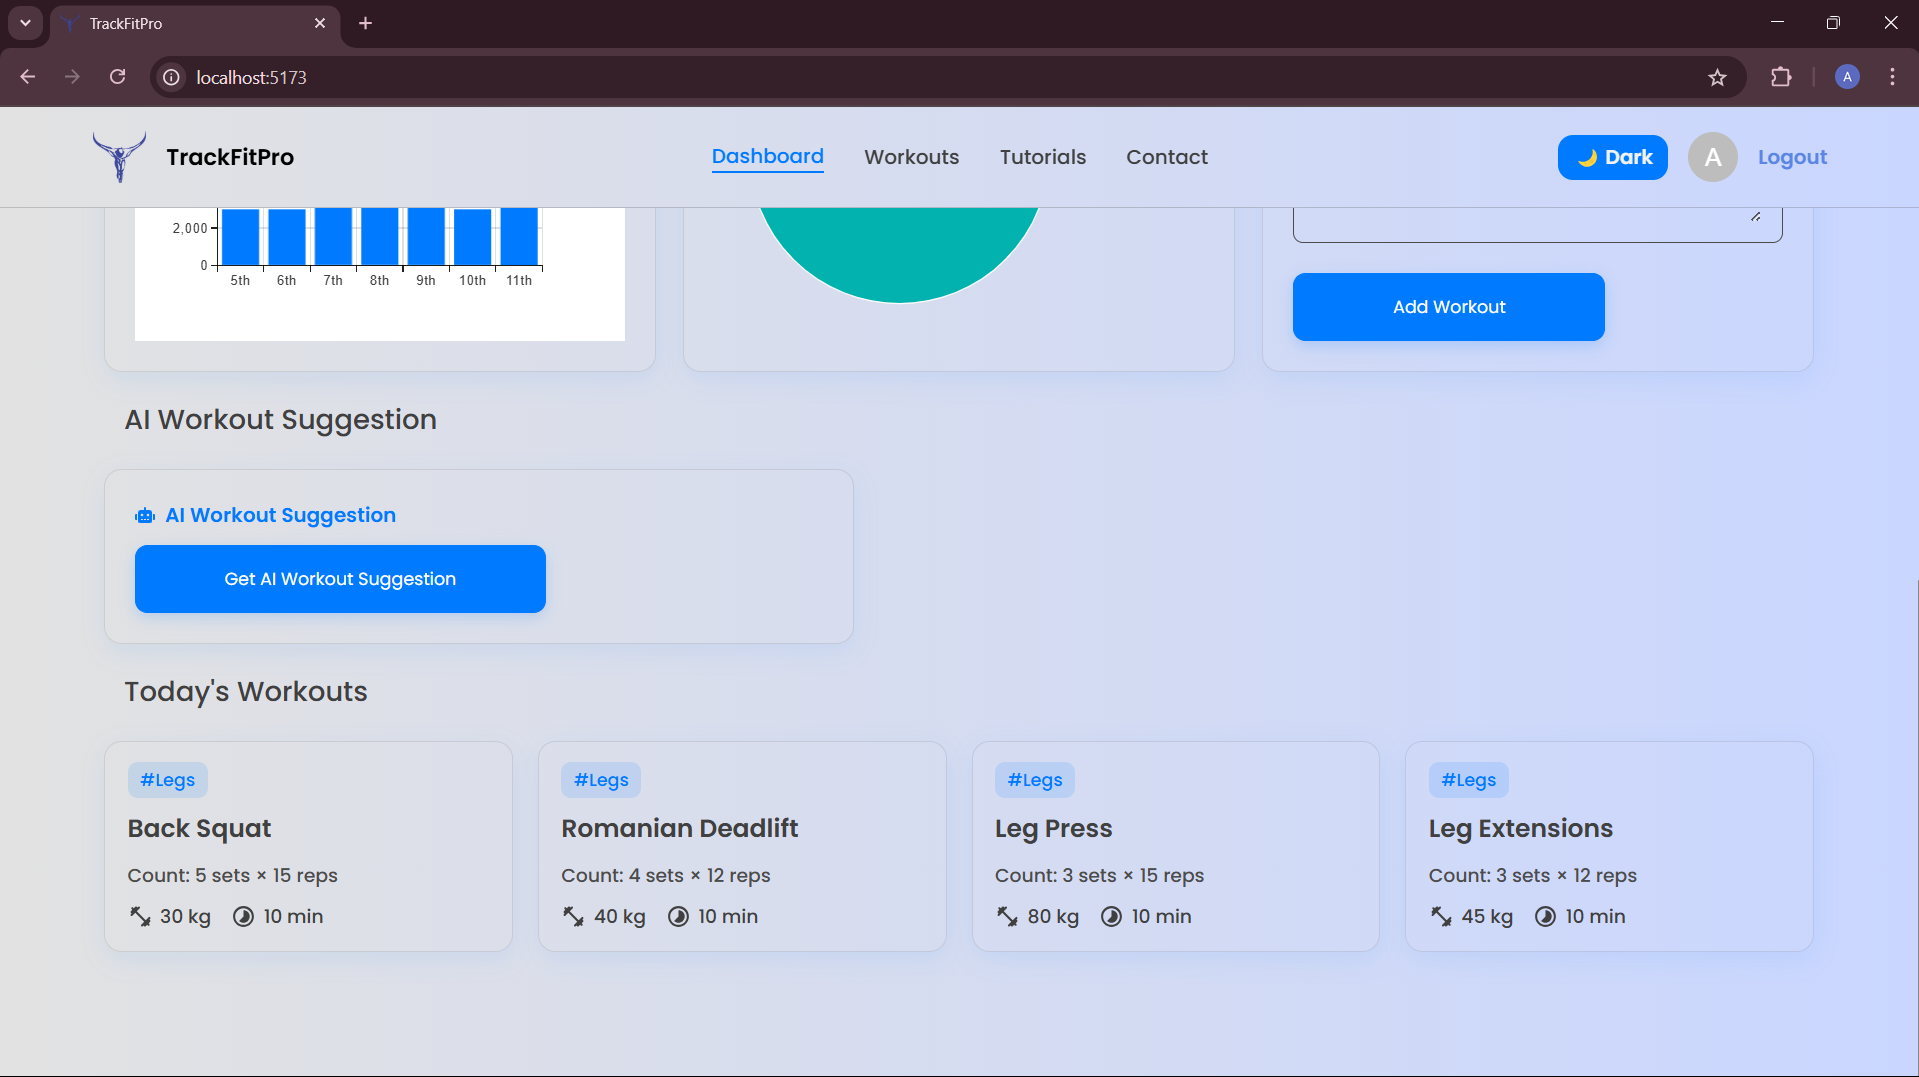 TrackFitPro
localhost:5173
A
TrackFitPro
Dashboard
Workouts
Tutorials
Contact
🌙 Dark
A
Logout
2,000
0
5th 6th 7th 8th 9th 10th 11th
Add Workout
AI Workout Suggestion
AI Workout Suggestion
Get AI Workout Suggestion
Today's Workouts
#Legs
Back Squat
Count: 5 sets × 15 reps
30 kg 10 min
#Legs
Romanian Deadlift
Count: 4 sets × 12 reps
40 kg 10 min
#Legs
Leg Press
Count: 3 sets × 15 reps
80 kg 10 min
#Legs
Leg Extensions
Count: 3 sets × 12 reps
45 kg 10 min